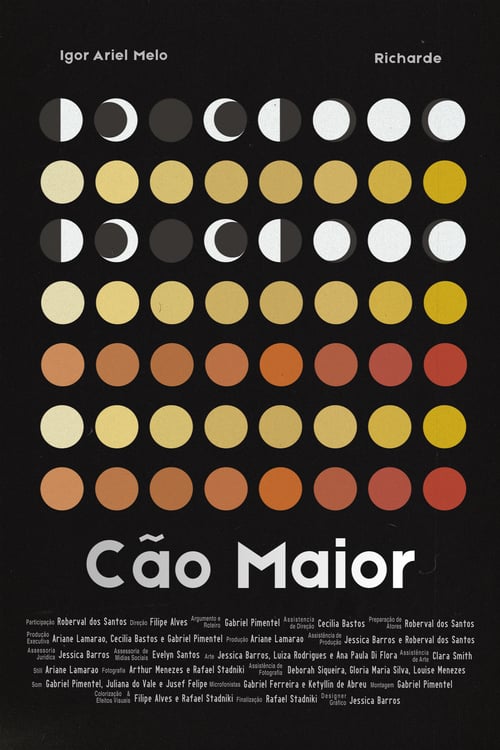 Igor Ariel Melo Richarde
Cão Maior
Participação Roberval dos Santos Direção Filipe Alves Argumento e Roteiro Gabriel Pimentel Assistencia de Direção Cecília Bastos Preparação de Atores Roberval dos Santos
Produção Executiva Ariane Lamarao, Cecilia Bastos e Gabriel Pimentel Produção Ariane Lamarao Assistência de Produção Jessica Barros e Roberval dos Santos
Assessoria Jurídica Jessica Barros Assessoria de Mídias Sociais Evelyn Santos Arte Jessica Barros, Luiza Rodrigues e Ana Paula Di Flora Assistência de Arte Clara Smith
Still Ariane Lamarao Fotografia Arthur Menezes e Rafael Stadniki Assistência de Fotografia Deborah Siqueira, Gloria Maria Silva, Louise Menezes
Som Gabriel Pimentel, Juliana do Vale e Jusef Felipe Microfonistas Gabriel Ferreira e Ketyllin de Abreu Montagem Gabriel Pimentel
Colorização & Efeitos Visuais Filipe Alves e Rafael Stadniki Finalização Rafael Stadniki Designer Gráfico Jessica Barros